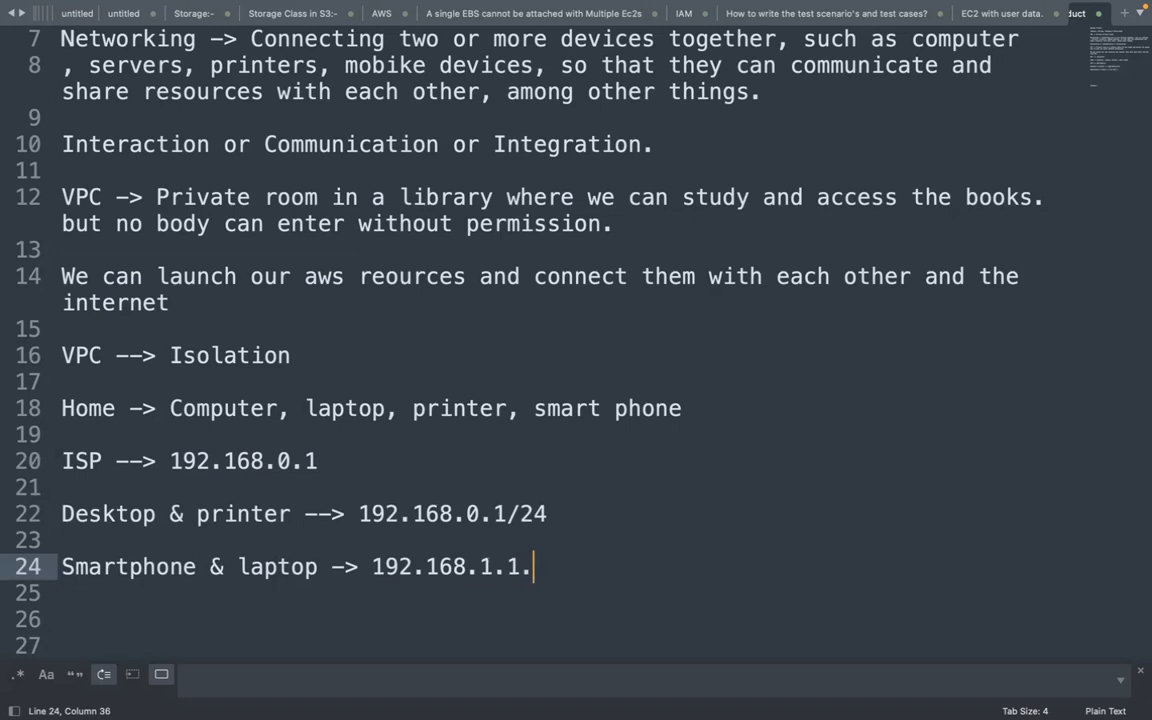 untitled untitled Storage:- Storage Class in S3:- AWS A single EBS cannot be attached with Multiple Ec2s IAM How to write the test scenario's and test cases? EC2 with user data. duct
7 Networking -> Connecting two or more devices together, such as computer
8 , servers, printers, mobike devices, so that they can communicate and
share resources with each other, among other things.
9
10 Interaction or Communication or Integration.
11
12 VPC -> Private room in a library where we can study and access the books.
but no body can enter without permission.
13
14 We can launch our aws reources and connect them with each other and the
internet
15
16 VPC --> Isolation
17
18 Home -> Computer, laptop, printer, smart phone
19
20 ISP --> 192.168.0.1
21
22 Desktop & printer --> 192.168.0.1/24
23
24 Smartphone & laptop -> 192.168.1.1.
25
26
27
.* Aa “”
Line 24, Column 36 Tab Size: 4 Plain Text